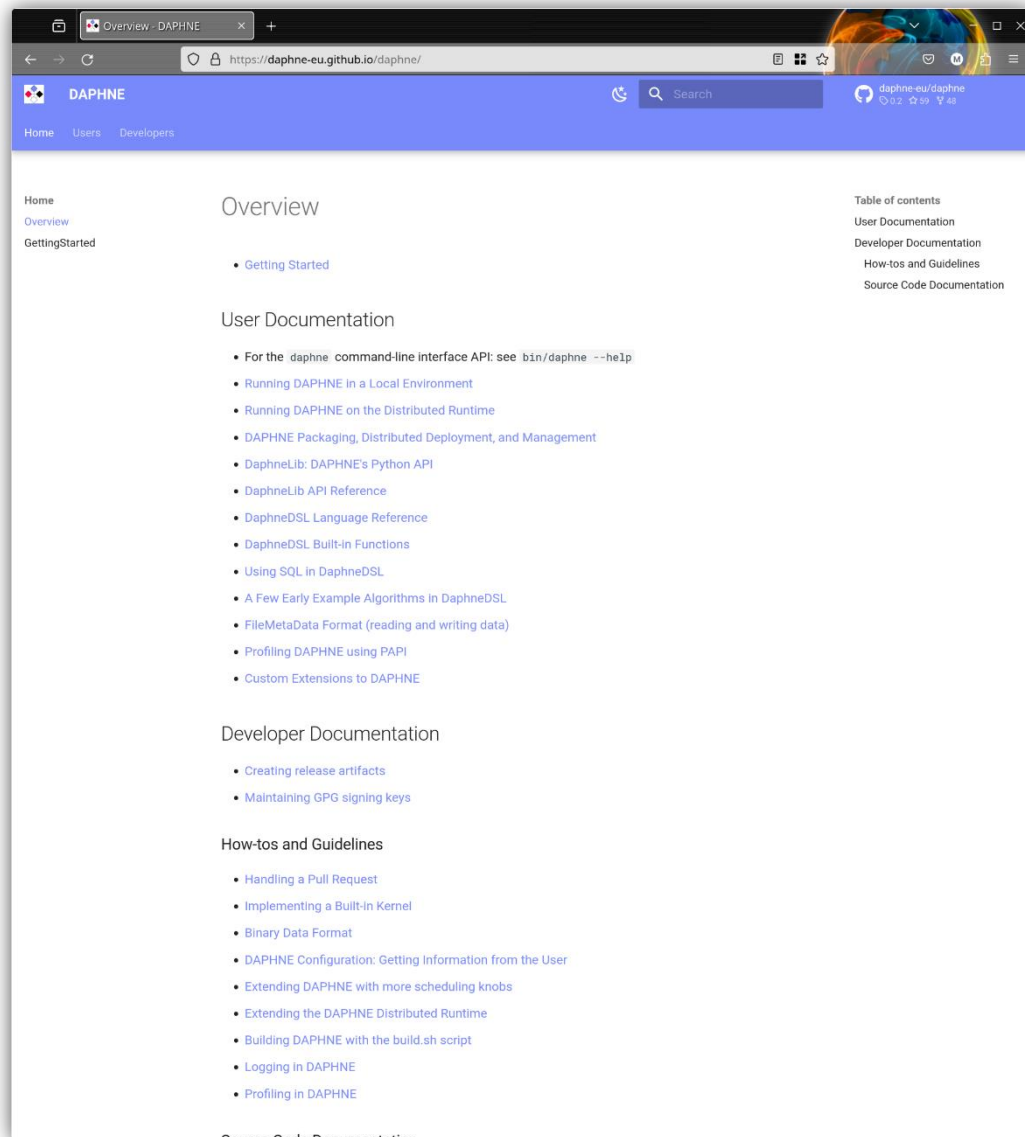 Overview - DAPHNE
https://daphne-eu.github.io/daphne/
M
DAPHNE
Search
daphne-eu/daphne
0.2 59 48
Home Users Developers
Home
Overview
GettingStarted
Overview
Getting Started
User Documentation
For the daphne command-line interface API: see bin/daphne --help
Running DAPHNE in a Local Environment
Running DAPHNE on the Distributed Runtime
DAPHNE Packaging, Distributed Deployment, and Management
DaphneLib: DAPHNE's Python API
DaphneLib API Reference
DaphneDSL Language Reference
DaphneDSL Built-in Functions
Using SQL in DaphneDSL
A Few Early Example Algorithms in DaphneDSL
FileMetaData Format (reading and writing data)
Profiling DAPHNE using PAPI
Custom Extensions to DAPHNE
Developer Documentation
Creating release artifacts
Maintaining GPG signing keys
How-tos and Guidelines
Handling a Pull Request
Implementing a Built-in Kernel
Binary Data Format
DAPHNE Configuration: Getting Information from the User
Extending DAPHNE with more scheduling knobs
Extending the DAPHNE Distributed Runtime
Building DAPHNE with the build.sh script
Logging in DAPHNE
Profiling in DAPHNE
Table of contents
User Documentation
Developer Documentation
How-tos and Guidelines
Source Code Documentation